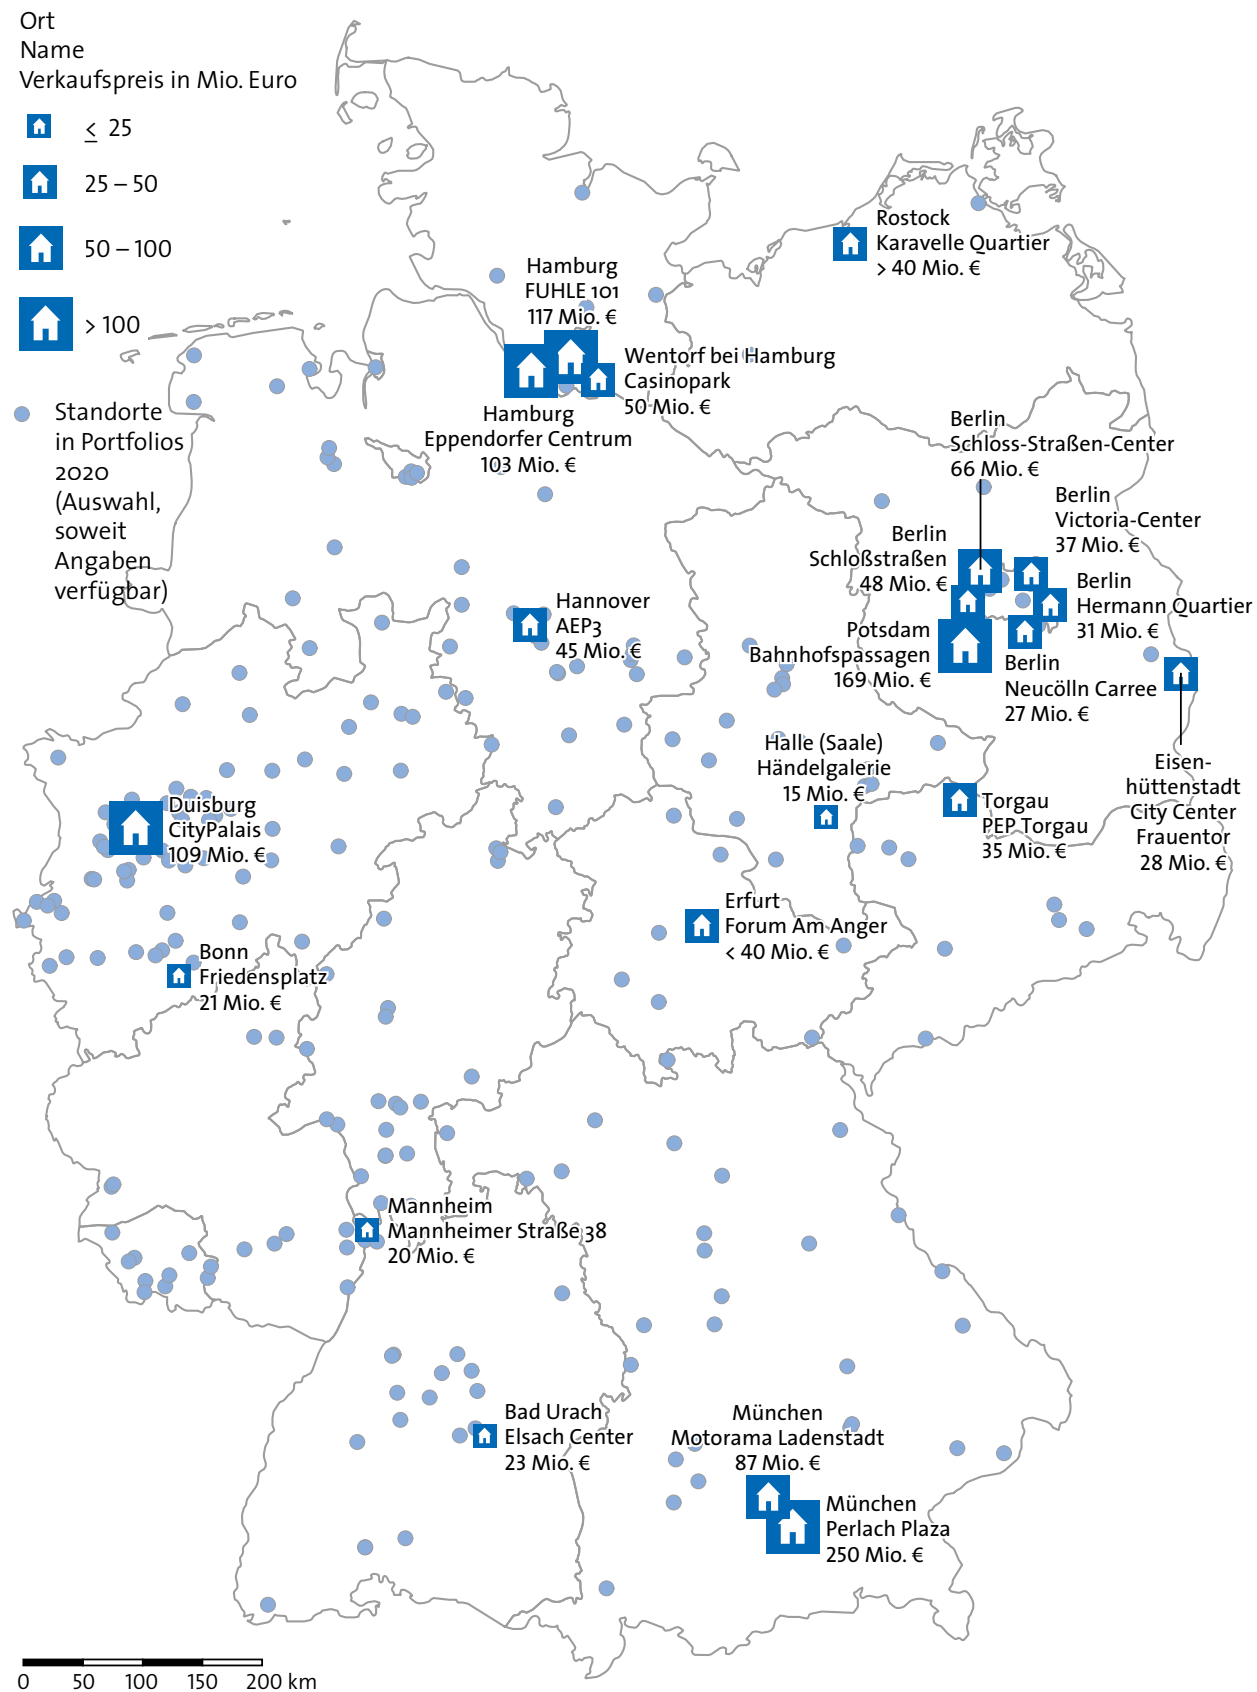 Ort
Name
Verkaufspreis in Mio. Euro
≤ 25
25 – 50
50 – 100
> 100
Standorte
in Portfolios
2020
(Auswahl,
soweit
Angaben
verfügbar)
Rostock
Karavelle Quartier
> 40 Mio. €
Hamburg
FUHLE 101
117 Mio. €
Wentorf bei Hamburg
Casinopark
50 Mio. €
Hamburg
Eppendorfer Centrum
103 Mio. €
Berlin
Schloss-Straßen-Center
66 Mio. €
Berlin
Victoria-Center
37 Mio. €
Berlin
Schloßstraßen
48 Mio. €
Berlin
Hermann Quartier
31 Mio. €
Hannover
AEP3
45 Mio. €
Potsdam
Bahnhofspassagen
169 Mio. €
Berlin
Neucölln Carree
27 Mio. €
Halle (Saale)
Händelgalerie
15 Mio. €
Eisen-
hüttenstadt
City Center
Frauentor
28 Mio. €
Torgau
PEP Torgau
35 Mio. €
Duisburg
CityPalais
109 Mio. €
Erfurt
Forum Am Anger
< 40 Mio. €
Bonn
Friedensplatz
21 Mio. €
Mannheim
Mannheimer Straße 38
20 Mio. €
Bad Urach
Elsach Center
23 Mio. €
München
Motorama Ladenstadt
87 Mio. €
München
Perlach Plaza
250 Mio. €
0 50 100 150 200 km